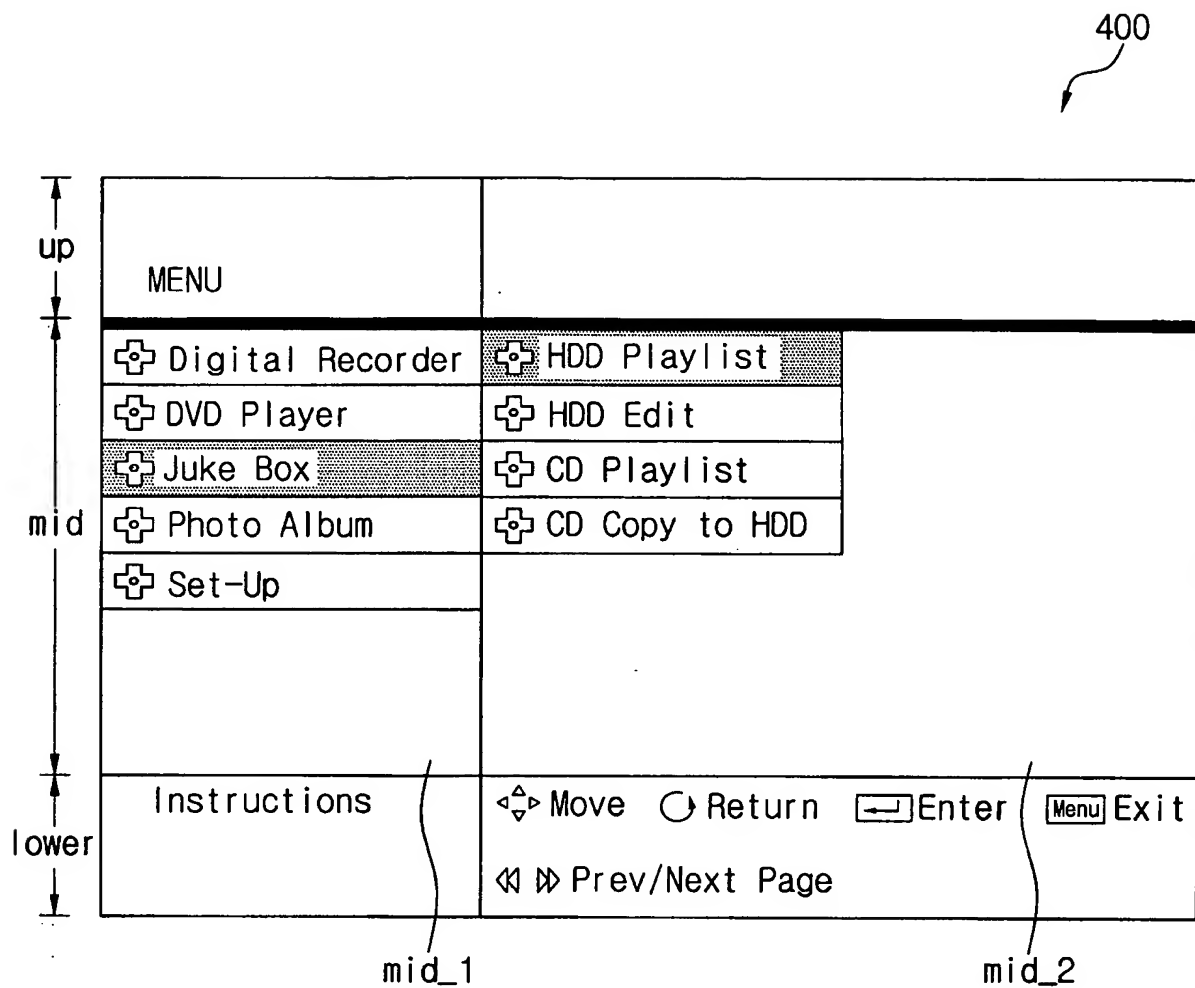 400
up
MENU
Digital Recorder
HDD Playlist
DVD Player
HDD Edit
Juke Box
CD Playlist
mid
Photo Album
CD Copy to HDD
Set-Up
Instructions
Move Return Enter Menu Exit
lower
Prev/Next Page
mid_1
mid_2